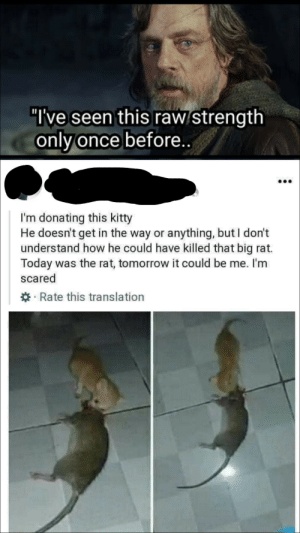 "I've seen this raw strength
only once before..
I'm donating this kitty
He doesn't get in the way or anything, but I don't
understand how he could have killed that big rat.
Today was the rat, tomorrow it could be me. I'm
scared
· Rate this translation